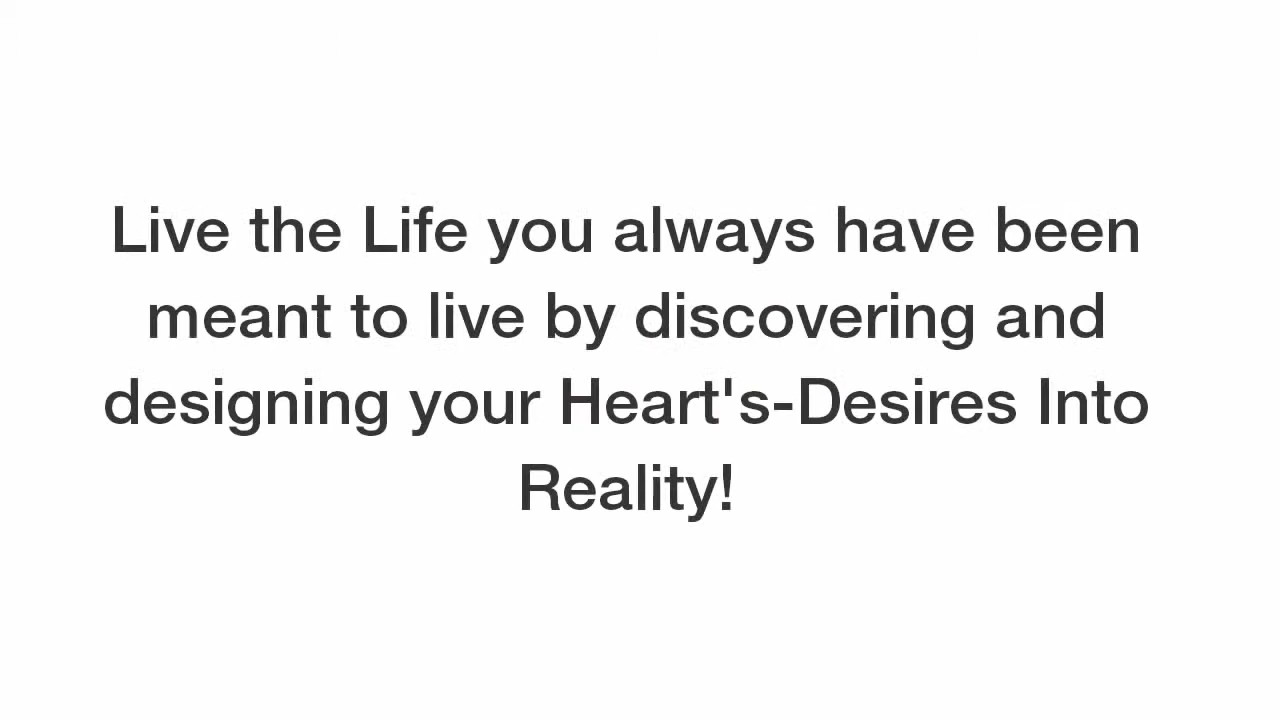 Live the Life you always have been
meant to live by discovering and
designing your Heart's-Desires Into
Reality!